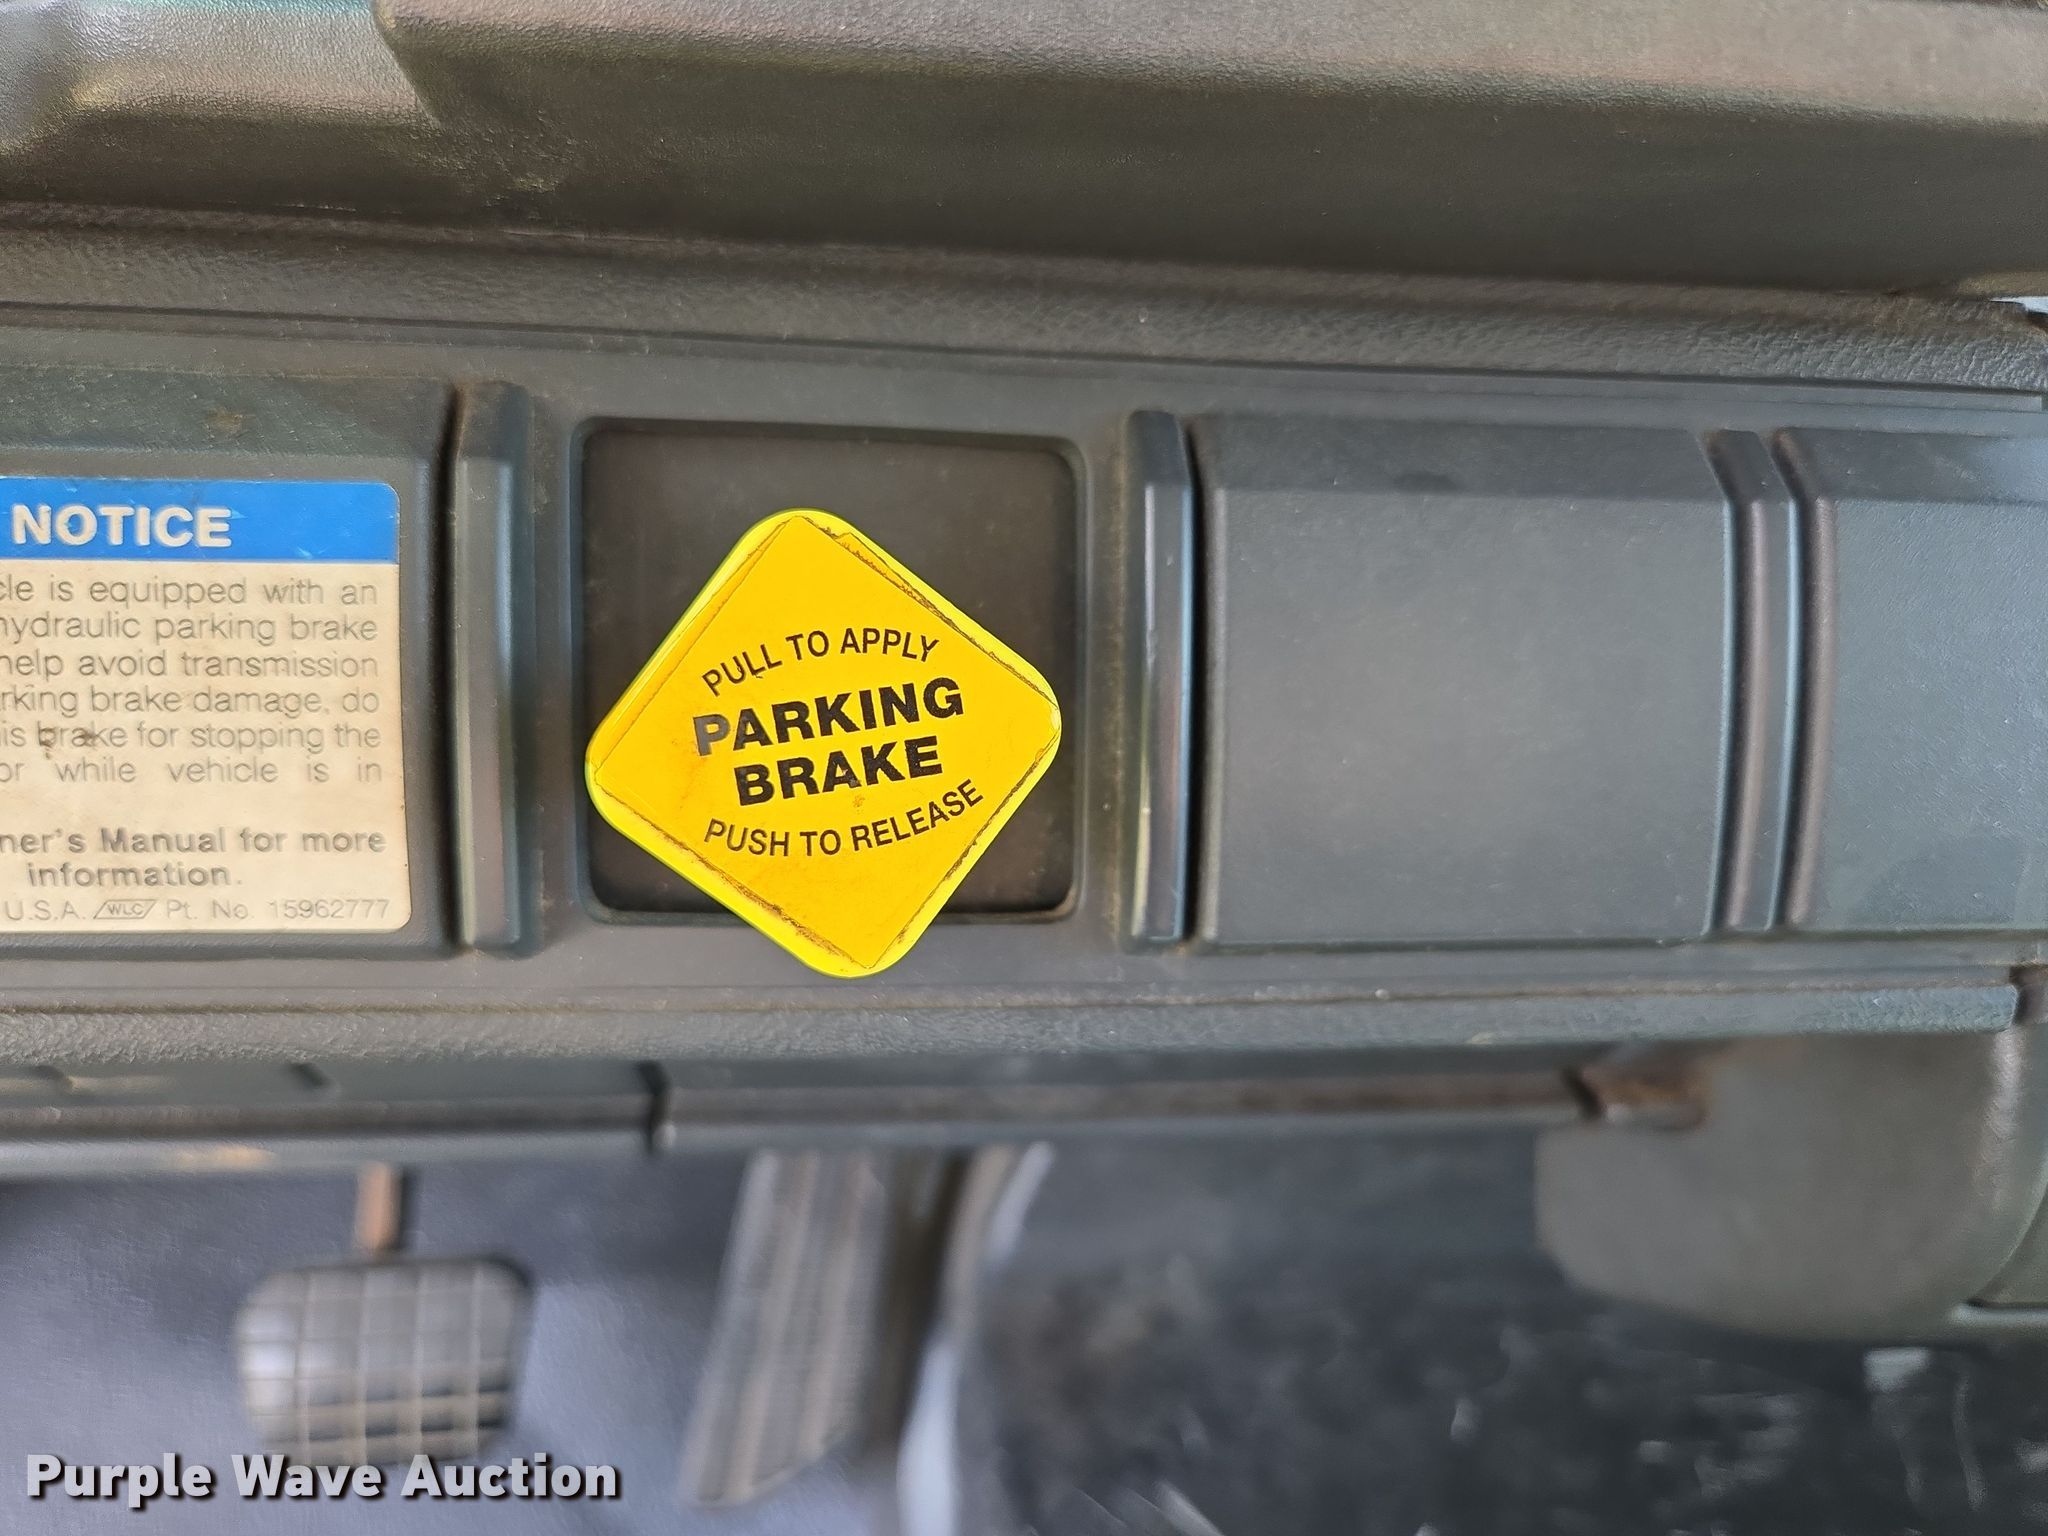 NOTICE
cle is equipped with an
hydraulic parking brake
help avoid transmission
rking brake damage, do
is brake for stopping the
or while vehicle is in
ner's Manual for more
information.
U.S.A. WLC Pt. No. 15962777
PULL TO APPLY
PARKING
BRAKE
PUSH TO RELEASE
Purple Wave Auction